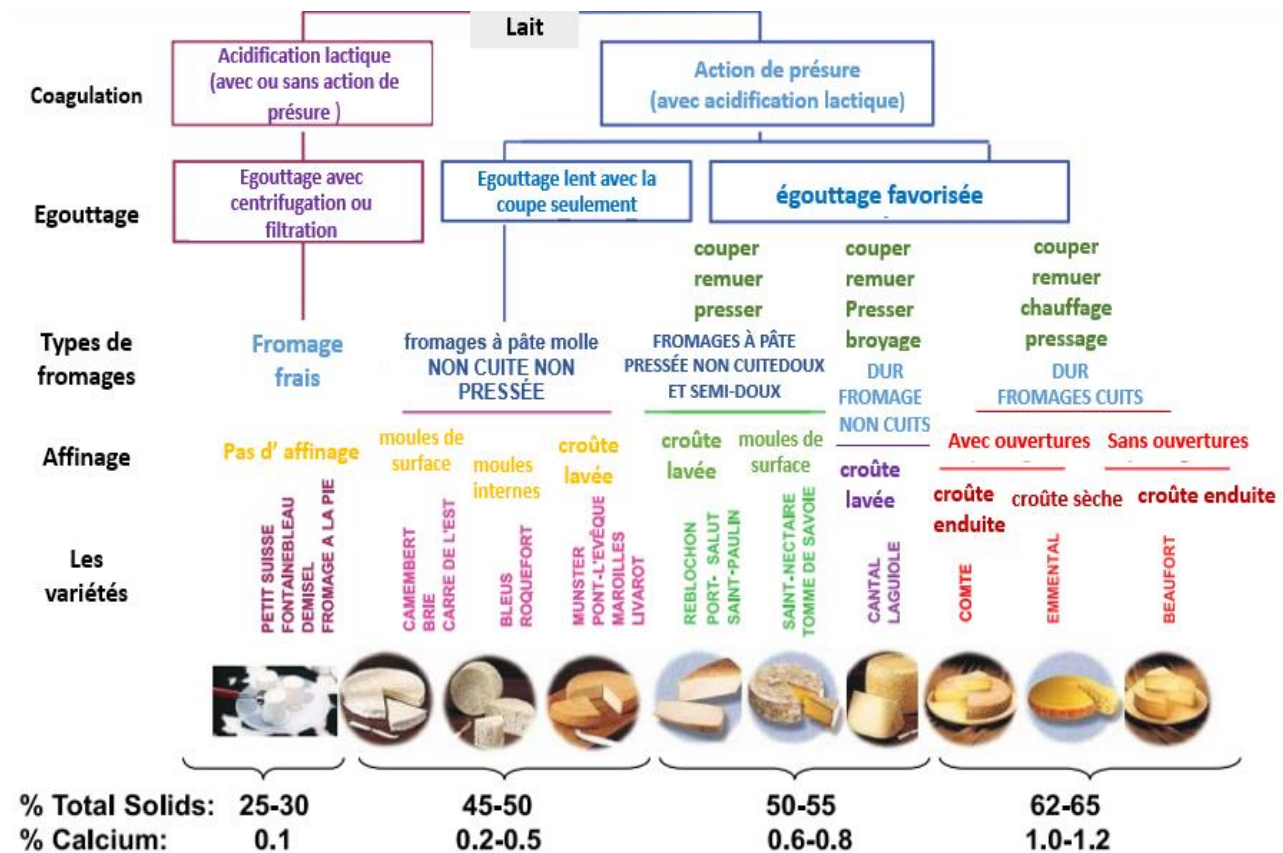 Lait
Coagulation
Acidification lactique
(avec ou sans action de
présure )
Action de présure
(avec acidification lactique)
Egouttage
Egouttage avec
centrifugation ou
filtration
Egouttage lent avec la
coupe seulement
égouttage favorisée
couper
remuer
presser
couper
remuer
Presser
broyage
couper
remuer
chauffage
pressage
Types de
fromages
Fromage
frais
fromages à pâte molle
NON CUITE NON
PRESSÉE
FROMAGES À PÂTE
PRESSÉE NON CUITEDOUX
ET SEMI-DOUX
DUR
FROMAGE
NON CUITS
DUR
FROMAGES CUITS
Affinage
Pas d’ affinage
moules de
surface
moules
internes
croûte
lavée
croûte
lavée
moules de
surface
croûte
lavée
Avec ouvertures
Sans ouvertures
croûte
enduite
croûte sèche
croûte enduite
Les
variétés
PETIT SUISSE
FONTAINEBLEAU
DEMISEL
FROMAGE A LA PIE
CAMEMBERT
BRIE
CARRE DE L'EST
BLEUS
ROQUEFORT
MUNSTER
PONT-L'EVÊQUE
MAROILLES
LIVAROT
REBLOCHON
PORT- SALUT
SAINT-PAULIN
SAINT-NECTAIRE
TOMME DE SAVOIE
CANTAL
LAGUIOLE
COMTE
EMMENTAL
BEAUFORT
% Total Solids: 25-30 45-50 50-55 62-65
% Calcium: 0.1 0.2-0.5 0.6-0.8 1.0-1.2